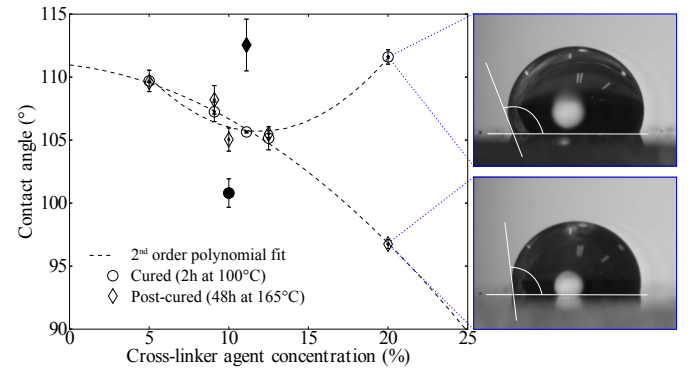 115
110
105
100
95
90
Contact angle (°)
2nd order polynomial fit
Cured (2h at 100°C)
Post-cured (48h at 165°C)
0 5 10 15 20 25
Cross-linker agent concentration (%)